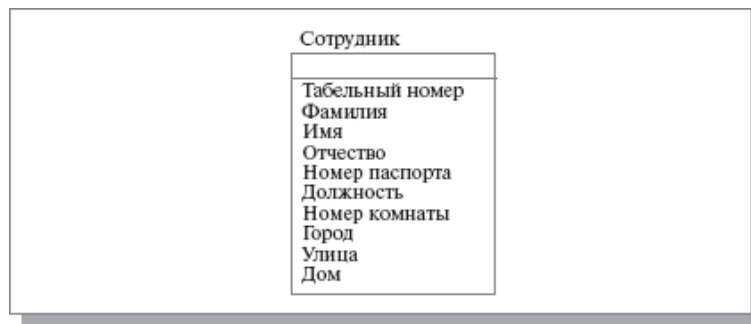 Сотрудник
Табельный номер
Фамилия
Имя
Отчество
Номер паспорта
Должность
Номер комнаты
Город
Улица
Дом